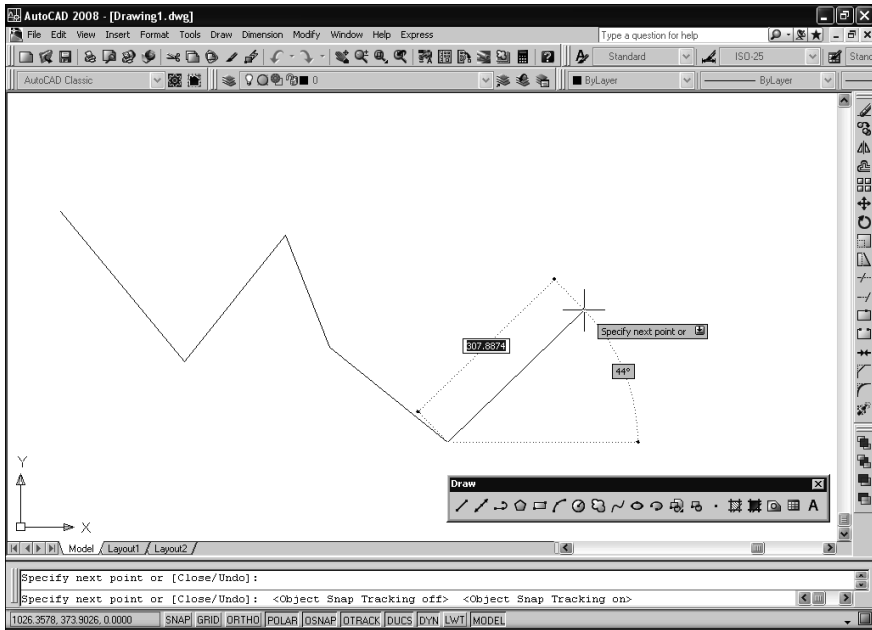 AutoCAD 2008 - [Drawing1.dwg]
File Edit View Insert Format Tools Draw Dimension Modify Window Help Express
Type a question for help
Standard
ISO-25
AutoCAD Classic
0
ByLayer
ByLayer
307.8874
Specify next point or
44°
Y
X
Draw
A
Model Layout1 Layout2
Specify next point or [Close/Undo]:
Specify next point or [Close/Undo]: <Object Snap Tracking off> <Object Snap Tracking on>
1026.3578, 373.9026, 0.0000 SNAP GRID ORTHO POLAR OSNAP OTRACK DUCS DYN LWT MODEL